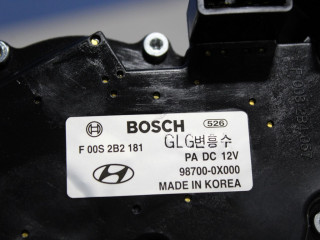 BOSCH 526
F 00S 2B2 181 GLG변흥수
PA DC 12V
98700-0X000
MADE IN KOREA